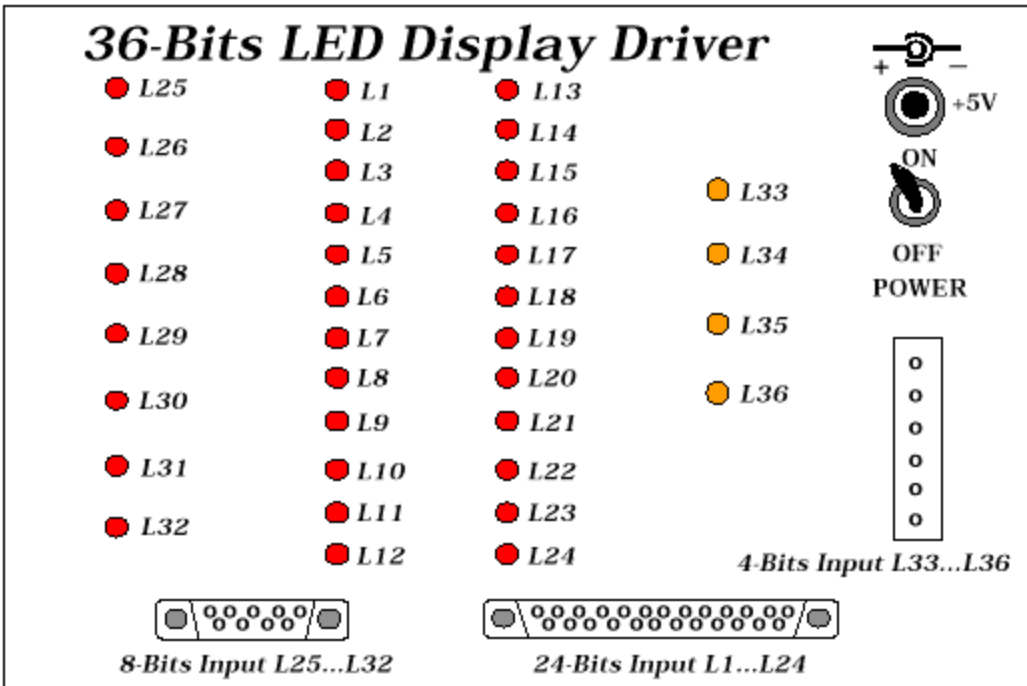 36-Bits LED Display Driver
L25
L26
L27
L28
L29
L30
L31
L32
L1
L2
L3
L4
L5
L6
L7
L8
L9
L10
L11
L12
L13
L14
L15
L16
L17
L18
L19
L20
L21
L22
L23
L24
L33
L34
L35
L36
+ −
+5V
ON
OFF
POWER
4-Bits Input L33...L36
8-Bits Input L25...L32
24-Bits Input L1...L24